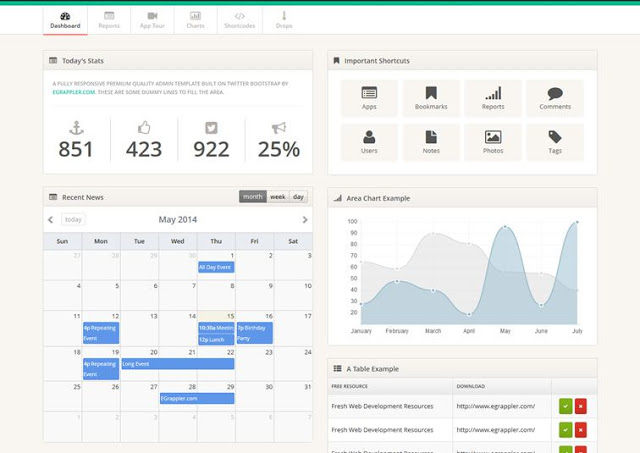 Dashboard
Reports
App Tour
Charts
Shortcodes
Drops
Today's Stats
A FULLY RESPONSIVE PREMIUM QUALITY ADMIN TEMPLATE BUILT ON TWITTER BOOTSTRAP BY
EGRAPPLER.COM. THESE ARE SOME DUMMY LINES TO FILL THE AREA.
851
423
922
25%
Important Shortcuts
Apps
Bookmarks
Reports
Comments
Users
Notes
Photos
Tags
Recent News
month week day
today
May 2014
Sun Mon Tue Wed Thu Fri Sat
27 28 29 30 1 2 3
All Day Event
4 5 6 7 8 9 10
11 12 13 14 15 16 17
4p Repeating
Event
10:30a Meetin
12p Lunch
7p Birthday
Party
18 19 20 21 22 23 24
4p Repeating
Event
Long Event
25 26 27 28 29 30 31
EGrappler.com
1 2 3 4 5 6 7
Area Chart Example
100
90
80
70
60
50
40
30
20
January February March April May June July
A Table Example
FREE RESOURCE DOWNLOAD
Fresh Web Development Resources http://www.egrappler.com/
Fresh Web Development Resources http://www.egrappler.com/